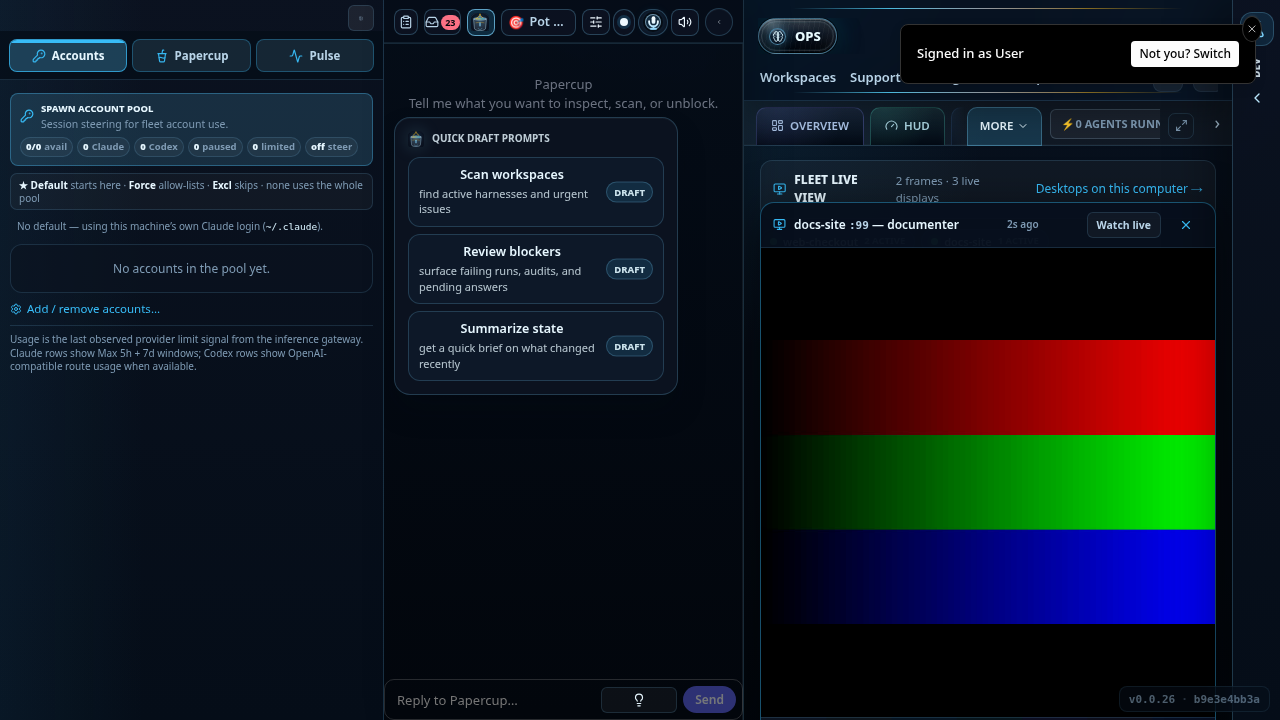 Accounts
Papercup
Pulse
SPAWN ACCOUNT POOL
Session steering for fleet account use.
0/0 avail
0 Claude
0 Codex
0 paused
0 limited
off steer
★ Default starts here · Force allow-lists · Excl skips · none uses the whole
pool
No default — using this machine's own Claude login (~/.claude).
No accounts in the pool yet.
Add / remove accounts...
Usage is the last observed provider limit signal from the inference gateway.
Claude rows show Max 5h + 7d windows; Codex rows show OpenAI-
compatible route usage when available.
23
Pot ...
Papercup
Tell me what you want to inspect, scan, or unblock.
QUICK DRAFT PROMPTS
Scan workspaces
find active harnesses and urgent
issues
DRAFT
Review blockers
surface failing runs, audits, and
pending answers
DRAFT
Summarize state
get a quick brief on what changed
recently
DRAFT
Reply to Papercup...
Send
OPS
Signed in as User
Not you? Switch
Workspaces
Support
DEV
OVERVIEW
HUD
MORE
⚡0 AGENTS RUNN
FLEET LIVE
VIEW
2 frames · 3 live
displays
Desktops on this computer →
docs-site :99 — documenter
2s ago
Watch live
v0.0.26 · b9e3e4bb3a